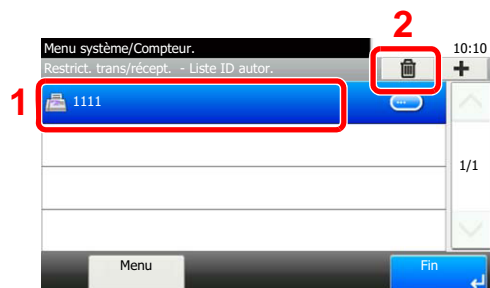 2
Menu système/Compteur.
10:10
Restrict. trans/récept. - Liste ID autor.
1
1111
1/1
Menu
Fin